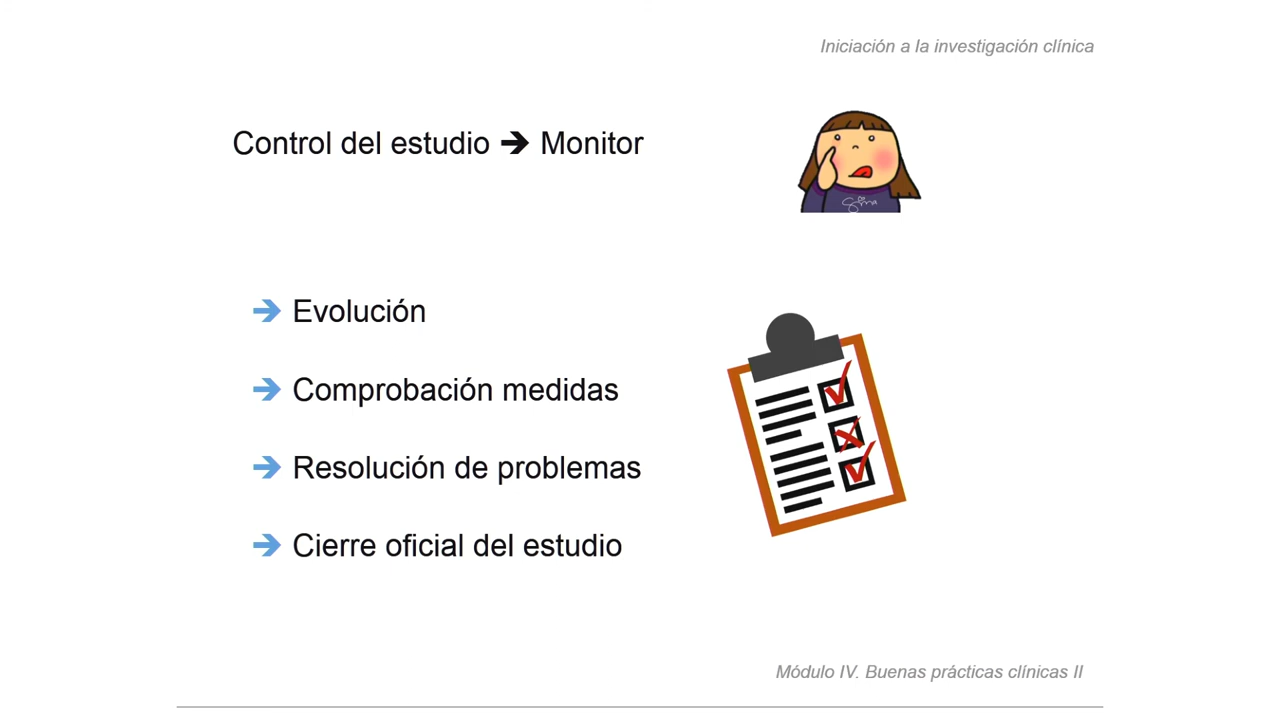 Iniciación a la investigación clínica
Control del estudio ➔ Monitor
➔ Evolución
➔ Comprobación medidas
➔ Resolución de problemas
➔ Cierre oficial del estudio
Módulo IV. Buenas prácticas clínicas II